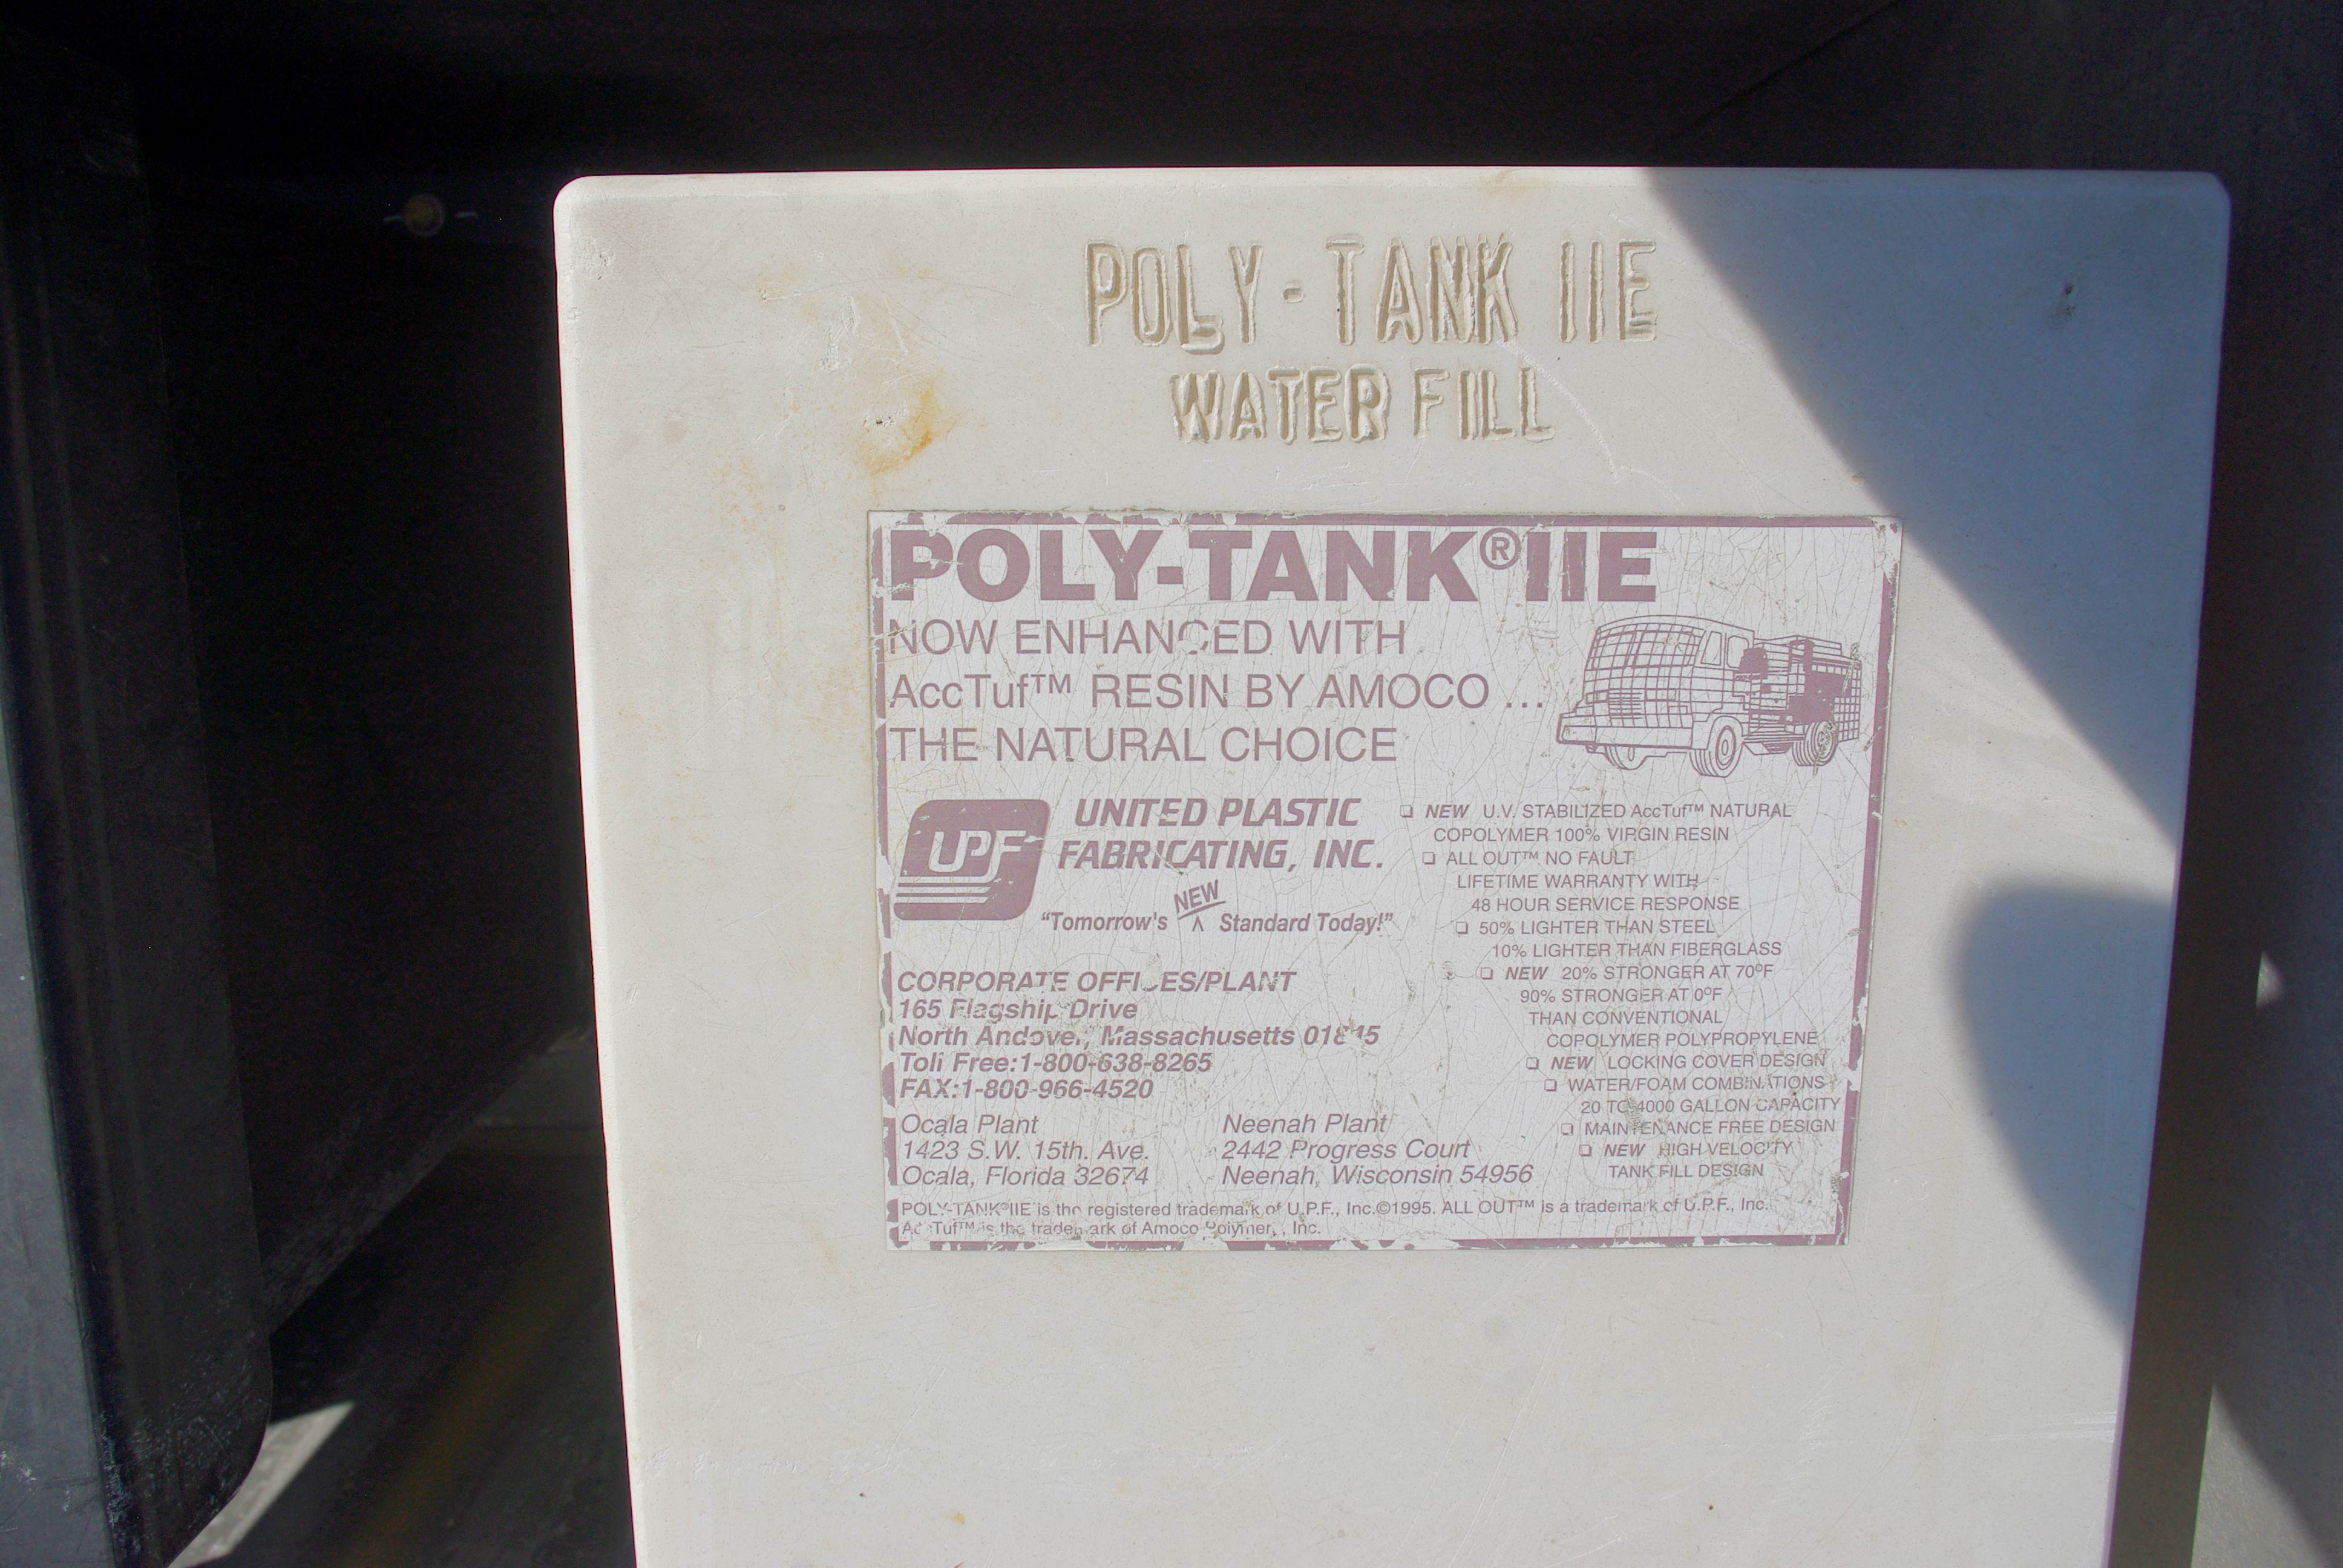 POLY-TANK IIE
WATER FILL
POLY-TANK®IIE
NOW ENHANCED WITH
AccTuf™ RESIN BY AMOCO ...
THE NATURAL CHOICE
UPF
UNITED PLASTIC
FABRICATING, INC.
NEW
"Tomorrow's ^ Standard Today!"
CORPORATE OFFICES/PLANT
165 Flagship Drive
North Andover, Massachusetts 01845
Toll Free:1-800-638-8265
FAX:1-800-966-4520
Ocala Plant
1423 S.W. 15th. Ave.
Ocala, Florida 32674
Neenah Plant
2442 Progress Court
Neenah, Wisconsin 54956
❏ NEW U.V. STABILIZED AccTuf™ NATURAL
COPOLYMER 100% VIRGIN RESIN
❏ ALL OUT™ NO FAULT
LIFETIME WARRANTY WITH
48 HOUR SERVICE RESPONSE
❏ 50% LIGHTER THAN STEEL
10% LIGHTER THAN FIBERGLASS
❏ NEW 20% STRONGER AT 70ºF
90% STRONGER AT 0ºF
THAN CONVENTIONAL
COPOLYMER POLYPROPYLENE
❏ NEW LOCKING COVER DESIGN
❏ WATER/FOAM COMBINATIONS
20 TO 4000 GALLON CAPACITY
❏ MAINTENANCE FREE DESIGN
❏ NEW HIGH VELOCITY
TANK FILL DESIGN
POLY-TANK®IIE is the registered trademark of U.P.F., Inc.©1995. ALL OUT™ is a trademark of U.P.F., Inc.
AccTuf™ is the trademark of Amoco Polymers, Inc.